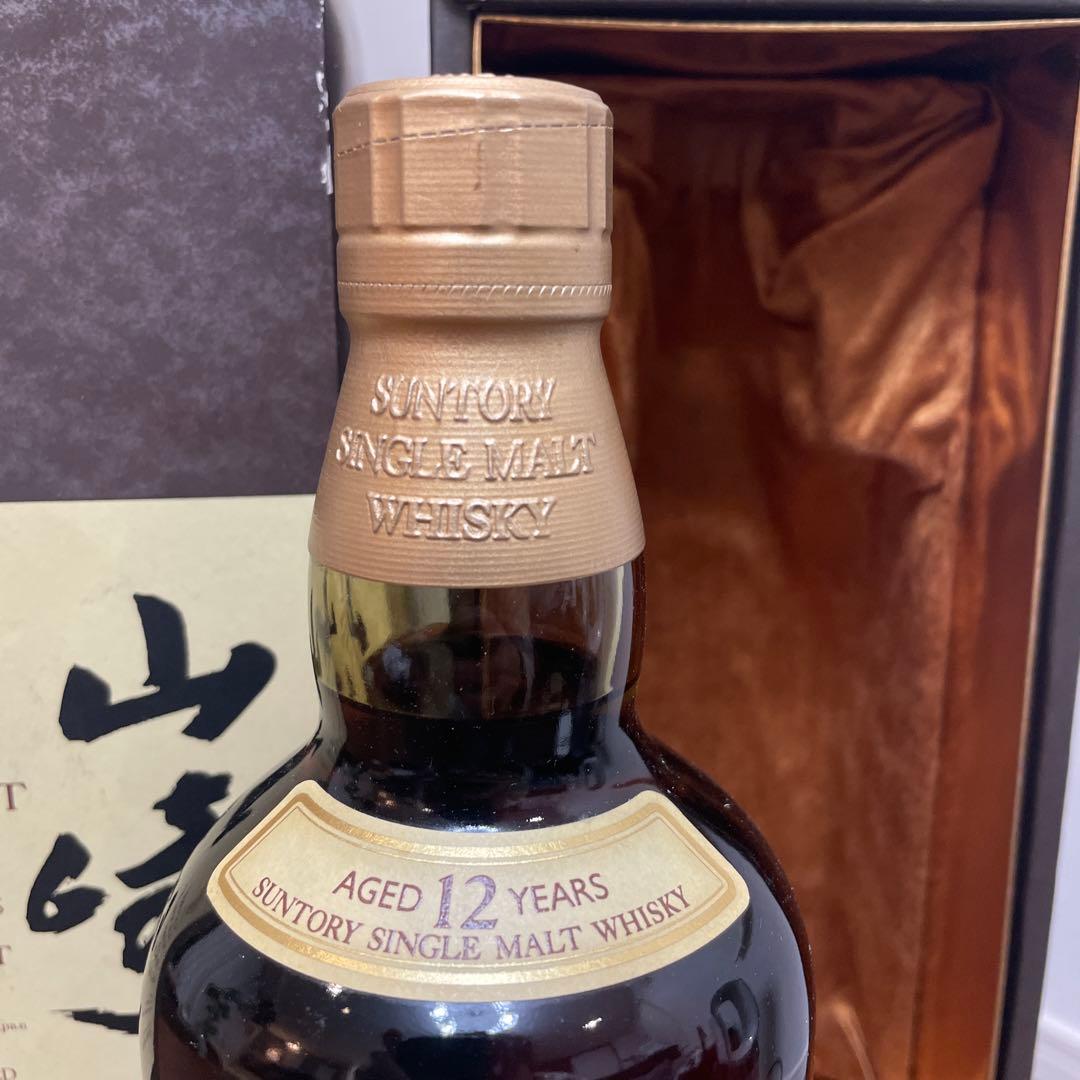 SUNTORY
SINGLE MALT
WHISKY
AGED 12 YEARS
SUNTORY SINGLE MALT WHISKY
山
崎